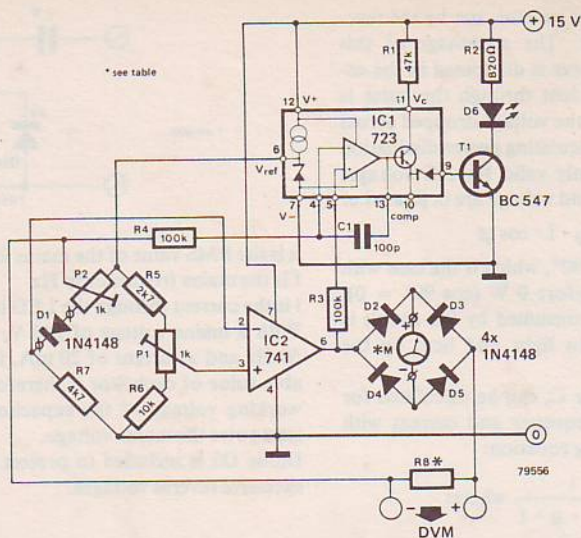 + 15 V
* see table
R1
47k
R2
820Ω
D6
12 V+
11 Vc
IC1
723
6
Vref
9
T1
BC547
7
V−
4
5
13
10
comp
C1
100p
R4
100k
R3
100k
P2
1k
R5
2k7
D1
1N4148
P1
1k
R7
4k7
R6
10k
2
7
IC2
741
3
4
6
D2
D3
*M
+
−
4x
1N4148
D4
D5
0
79556
R8*
− +
DVM